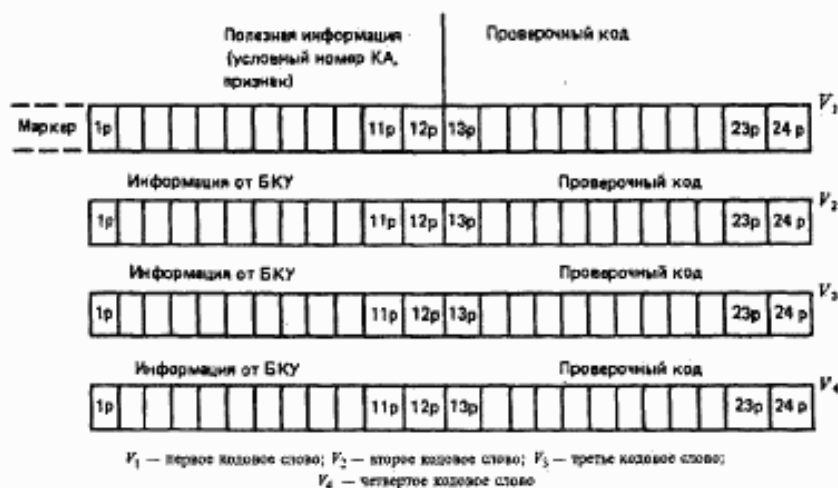 Полезная информация
(условный номер КА,
признак)
Проверочный код
V₁
Маркер 1р 11р 12р 13р 23р 24р
Информация от БКУ Проверочный код
V₂
1р 11р 12р 13р 23р 24р
Информация от БКУ Проверочный код
V₃
1р 11р 12р 13р 23р 24р
Информация от БКУ Проверочный код
V₄
1р 11р 12р 13р 23р 24р
V₁ — первое кодовое слово; V₂ — второе кодовое слово; V₃ — третье кодовое слово;
V₄ — четвертое кодовое слово